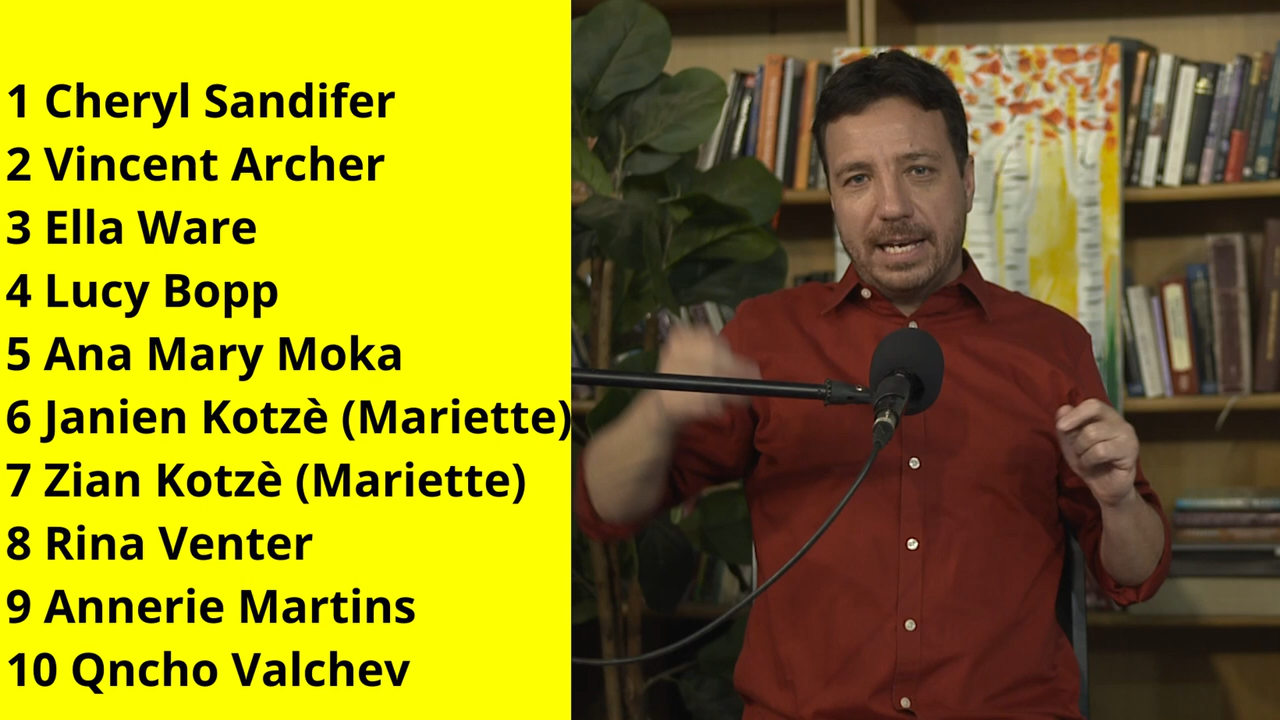 1 Cheryl Sandifer
2 Vincent Archer
3 Ella Ware
4 Lucy Bopp
5 Ana Mary Moka
6 Janien Kotzè (Mariette)
7 Zian Kotzè (Mariette)
8 Rina Venter
9 Annerie Martins
10 Qncho Valchev